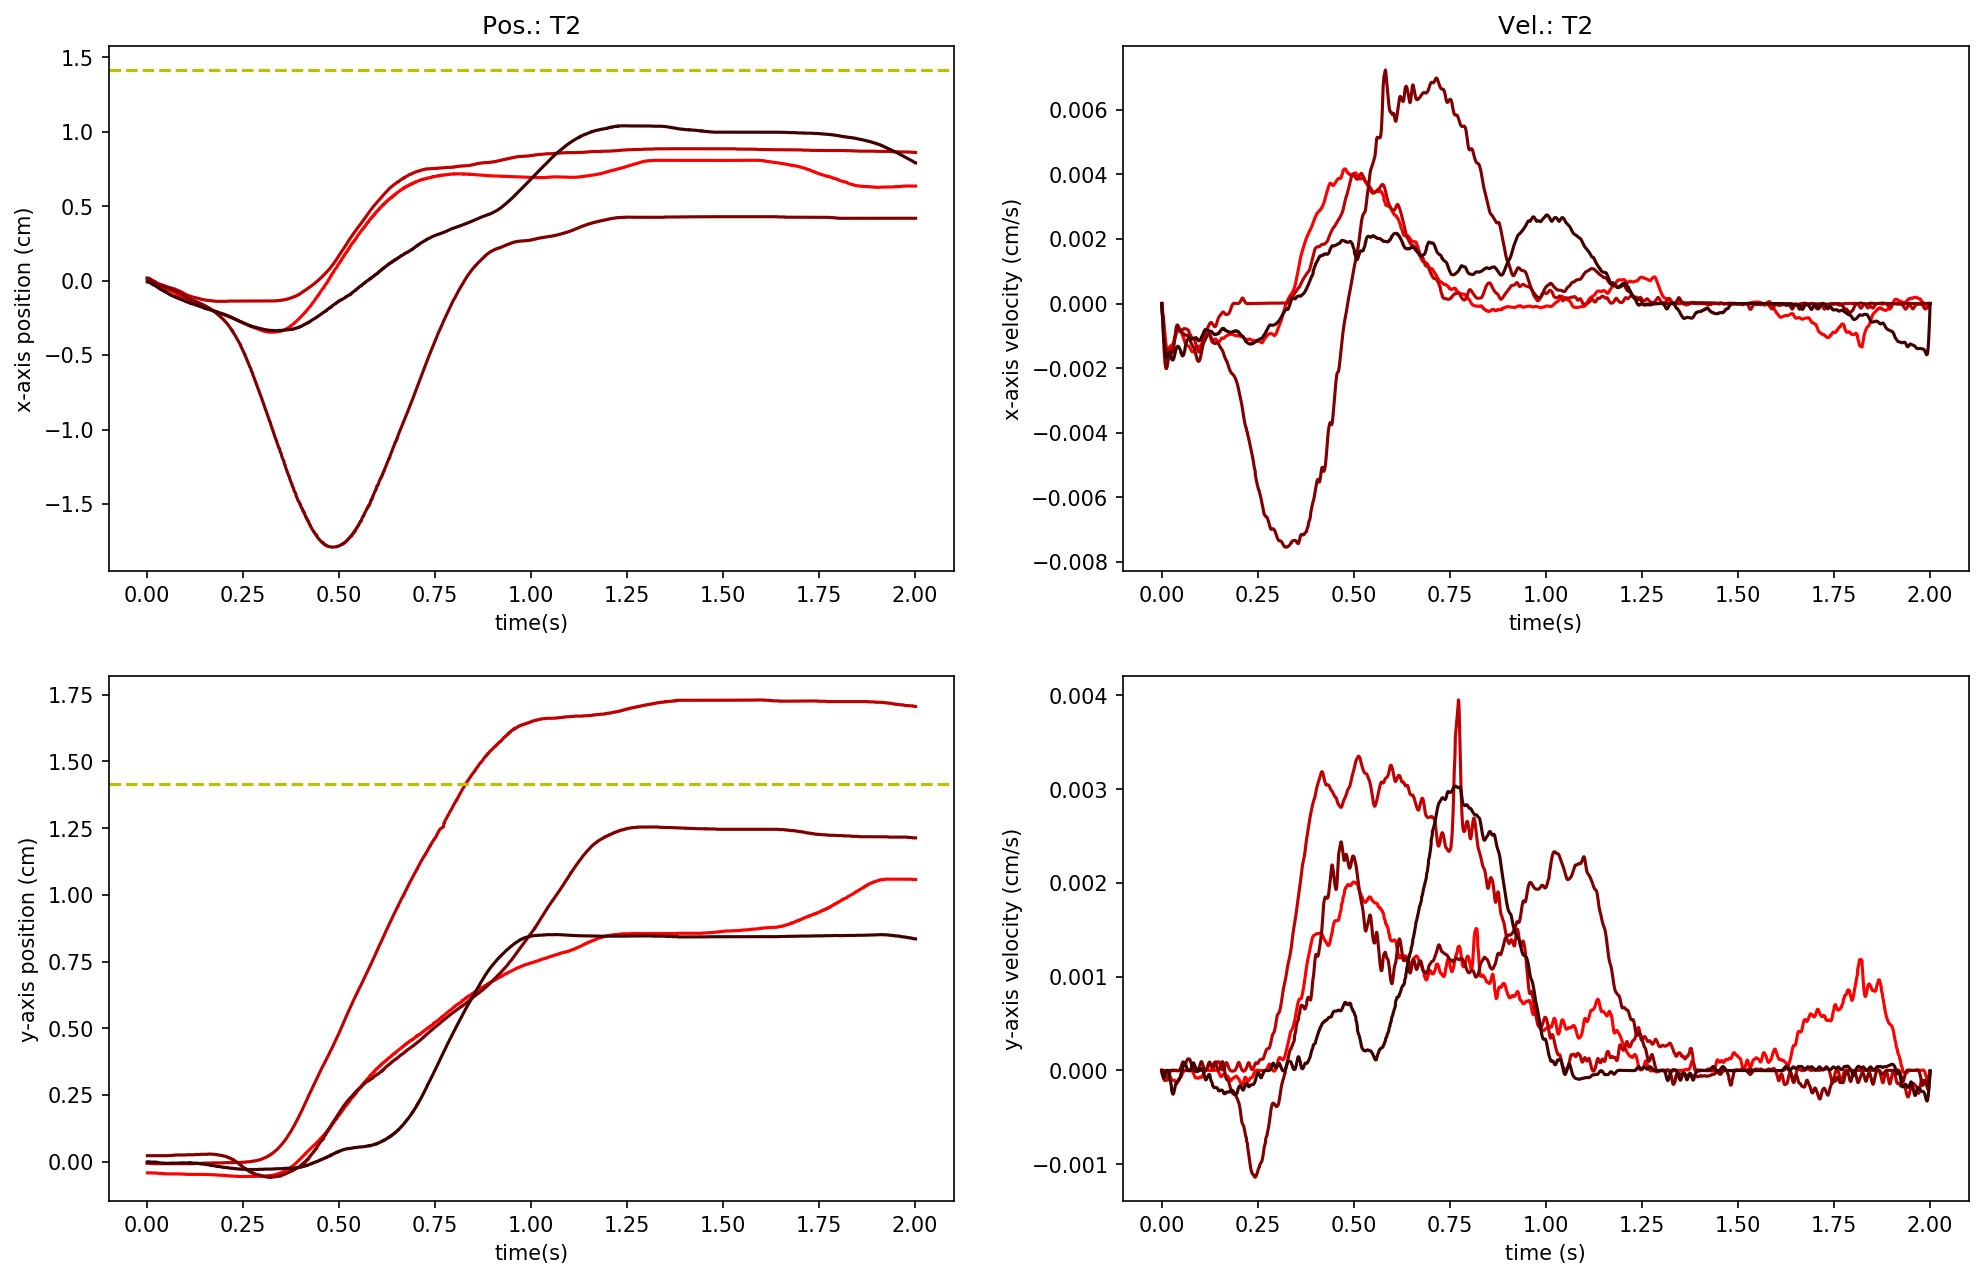 Pos.: T2
1.5
1.0
0.5
0.0
−0.5
−1.0
−1.5
x-axis position (cm)
0.00 0.25 0.50 0.75 1.00 1.25 1.50 1.75 2.00
time(s)
Vel.: T2
0.006
0.004
0.002
0.000
−0.002
−0.004
−0.006
−0.008
x-axis velocity (cm/s)
0.00 0.25 0.50 0.75 1.00 1.25 1.50 1.75 2.00
time(s)
1.75
1.50
1.25
1.00
0.75
0.50
0.25
0.00
y-axis position (cm)
0.00 0.25 0.50 0.75 1.00 1.25 1.50 1.75 2.00
time(s)
0.004
0.003
0.002
0.001
0.000
−0.001
y-axis velocity (cm/s)
0.00 0.25 0.50 0.75 1.00 1.25 1.50 1.75 2.00
time (s)